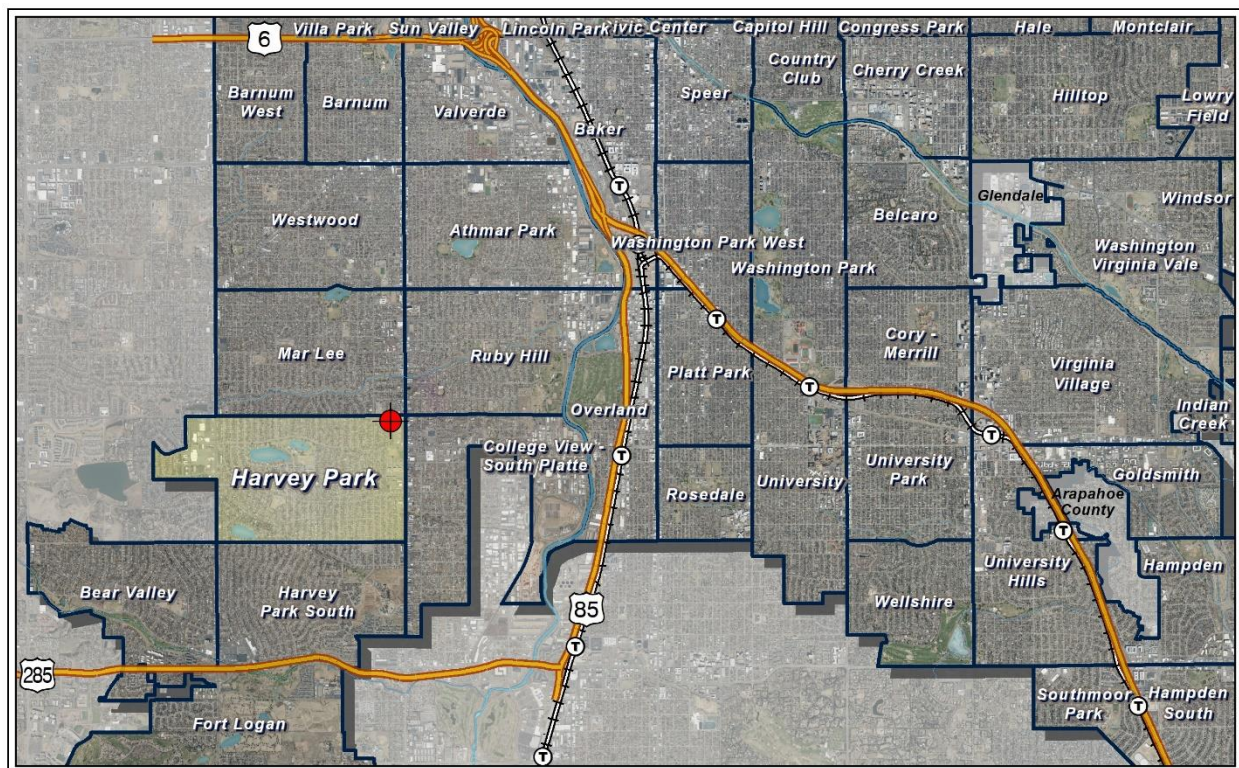 Villa Park
Sun Valley
Lincoln Park
ivic Center
Capitol Hill
Congress Park
Hale
Montclair
6
Country
Club
Cherry Creek
Barnum
West
Barnum
Valverde
Baker
Speer
Hilltop
Lowry
Field
Westwood
Athmar Park
Washington Park West
Washington Park
Belcaro
Glendale
Windsor
Washington
Virginia Vale
T
Mar Lee
Ruby Hill
T
Platt Park
Cory -
Merrill
Virginia
Village
T
Overland
Indian
Creek
T
Harvey Park
College View -
South Platte
T
Rosedale
University
University
Park
Goldsmith
Arapahoe
County
T
Bear Valley
Harvey
Park South
85
Wellshire
University
Hills
Hampden
T
285
Fort Logan
Southmoor
Park
Hampden
South
T
T